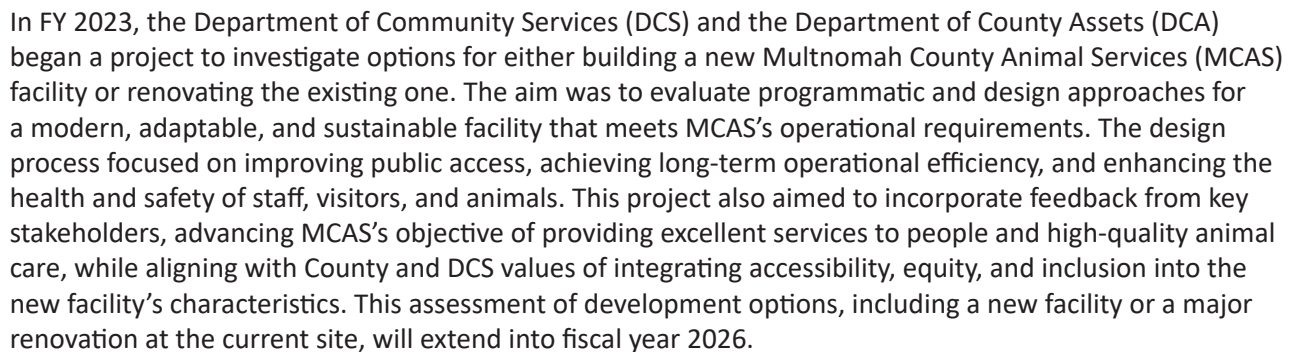 In FY 2023, the Department of Community Services (DCS) and the Department of County Assets (DCA)
began a project to investigate options for either building a new Multnomah County Animal Services (MCAS)
facility or renovating the existing one. The aim was to evaluate programmatic and design approaches for
a modern, adaptable, and sustainable facility that meets MCAS’s operational requirements. The design
process focused on improving public access, achieving long-term operational efficiency, and enhancing the
health and safety of staff, visitors, and animals. This project also aimed to incorporate feedback from key
stakeholders, advancing MCAS’s objective of providing excellent services to people and high-quality animal
care, while aligning with County and DCS values of integrating accessibility, equity, and inclusion into the
new facility’s characteristics. This assessment of development options, including a new facility or a major
renovation at the current site, will extend into fiscal year 2026.